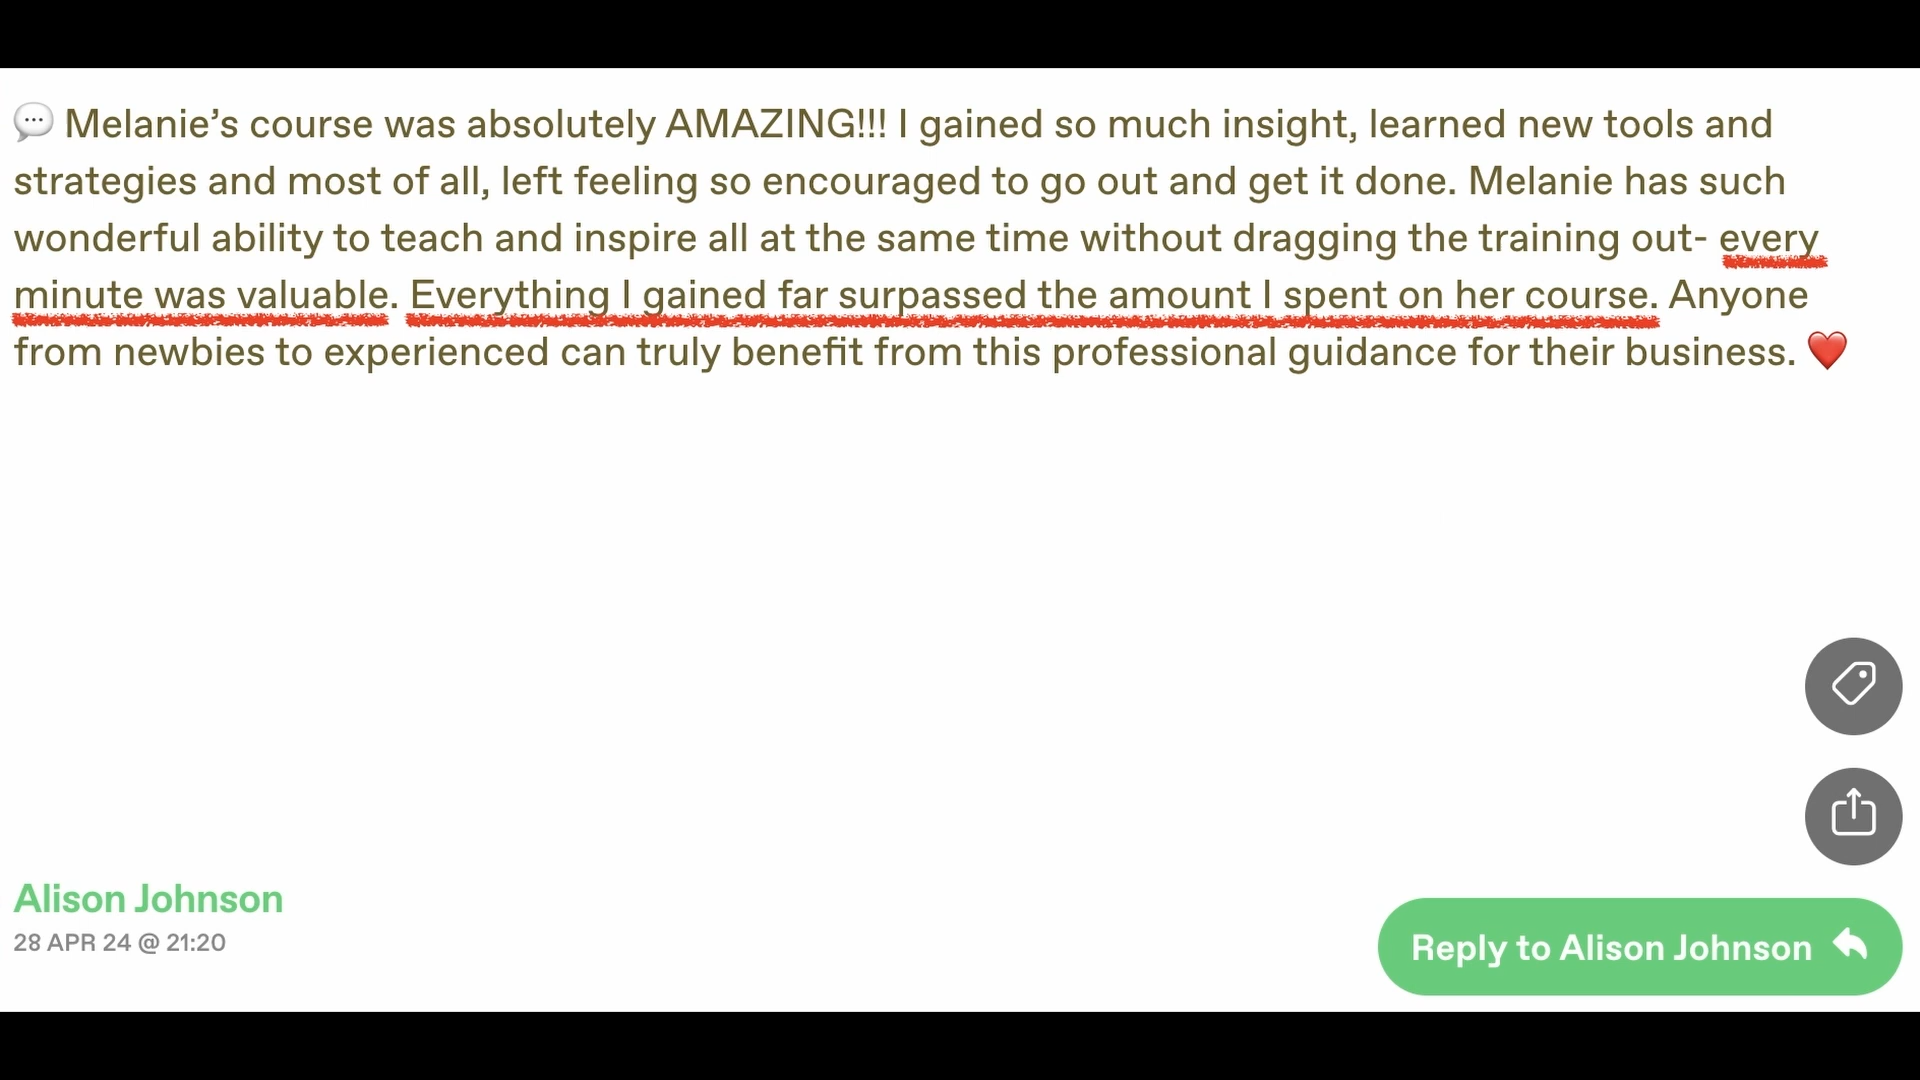 💬 Melanie’s course was absolutely AMAZING!!! I gained so much insight, learned new tools and
strategies and most of all, left feeling so encouraged to go out and get it done. Melanie has such
wonderful ability to teach and inspire all at the same time without dragging the training out- every
minute was valuable. Everything I gained far surpassed the amount I spent on her course. Anyone
from newbies to experienced can truly benefit from this professional guidance for their business. ❤️
Alison Johnson
28 APR 24 @ 21:20
Reply to Alison Johnson